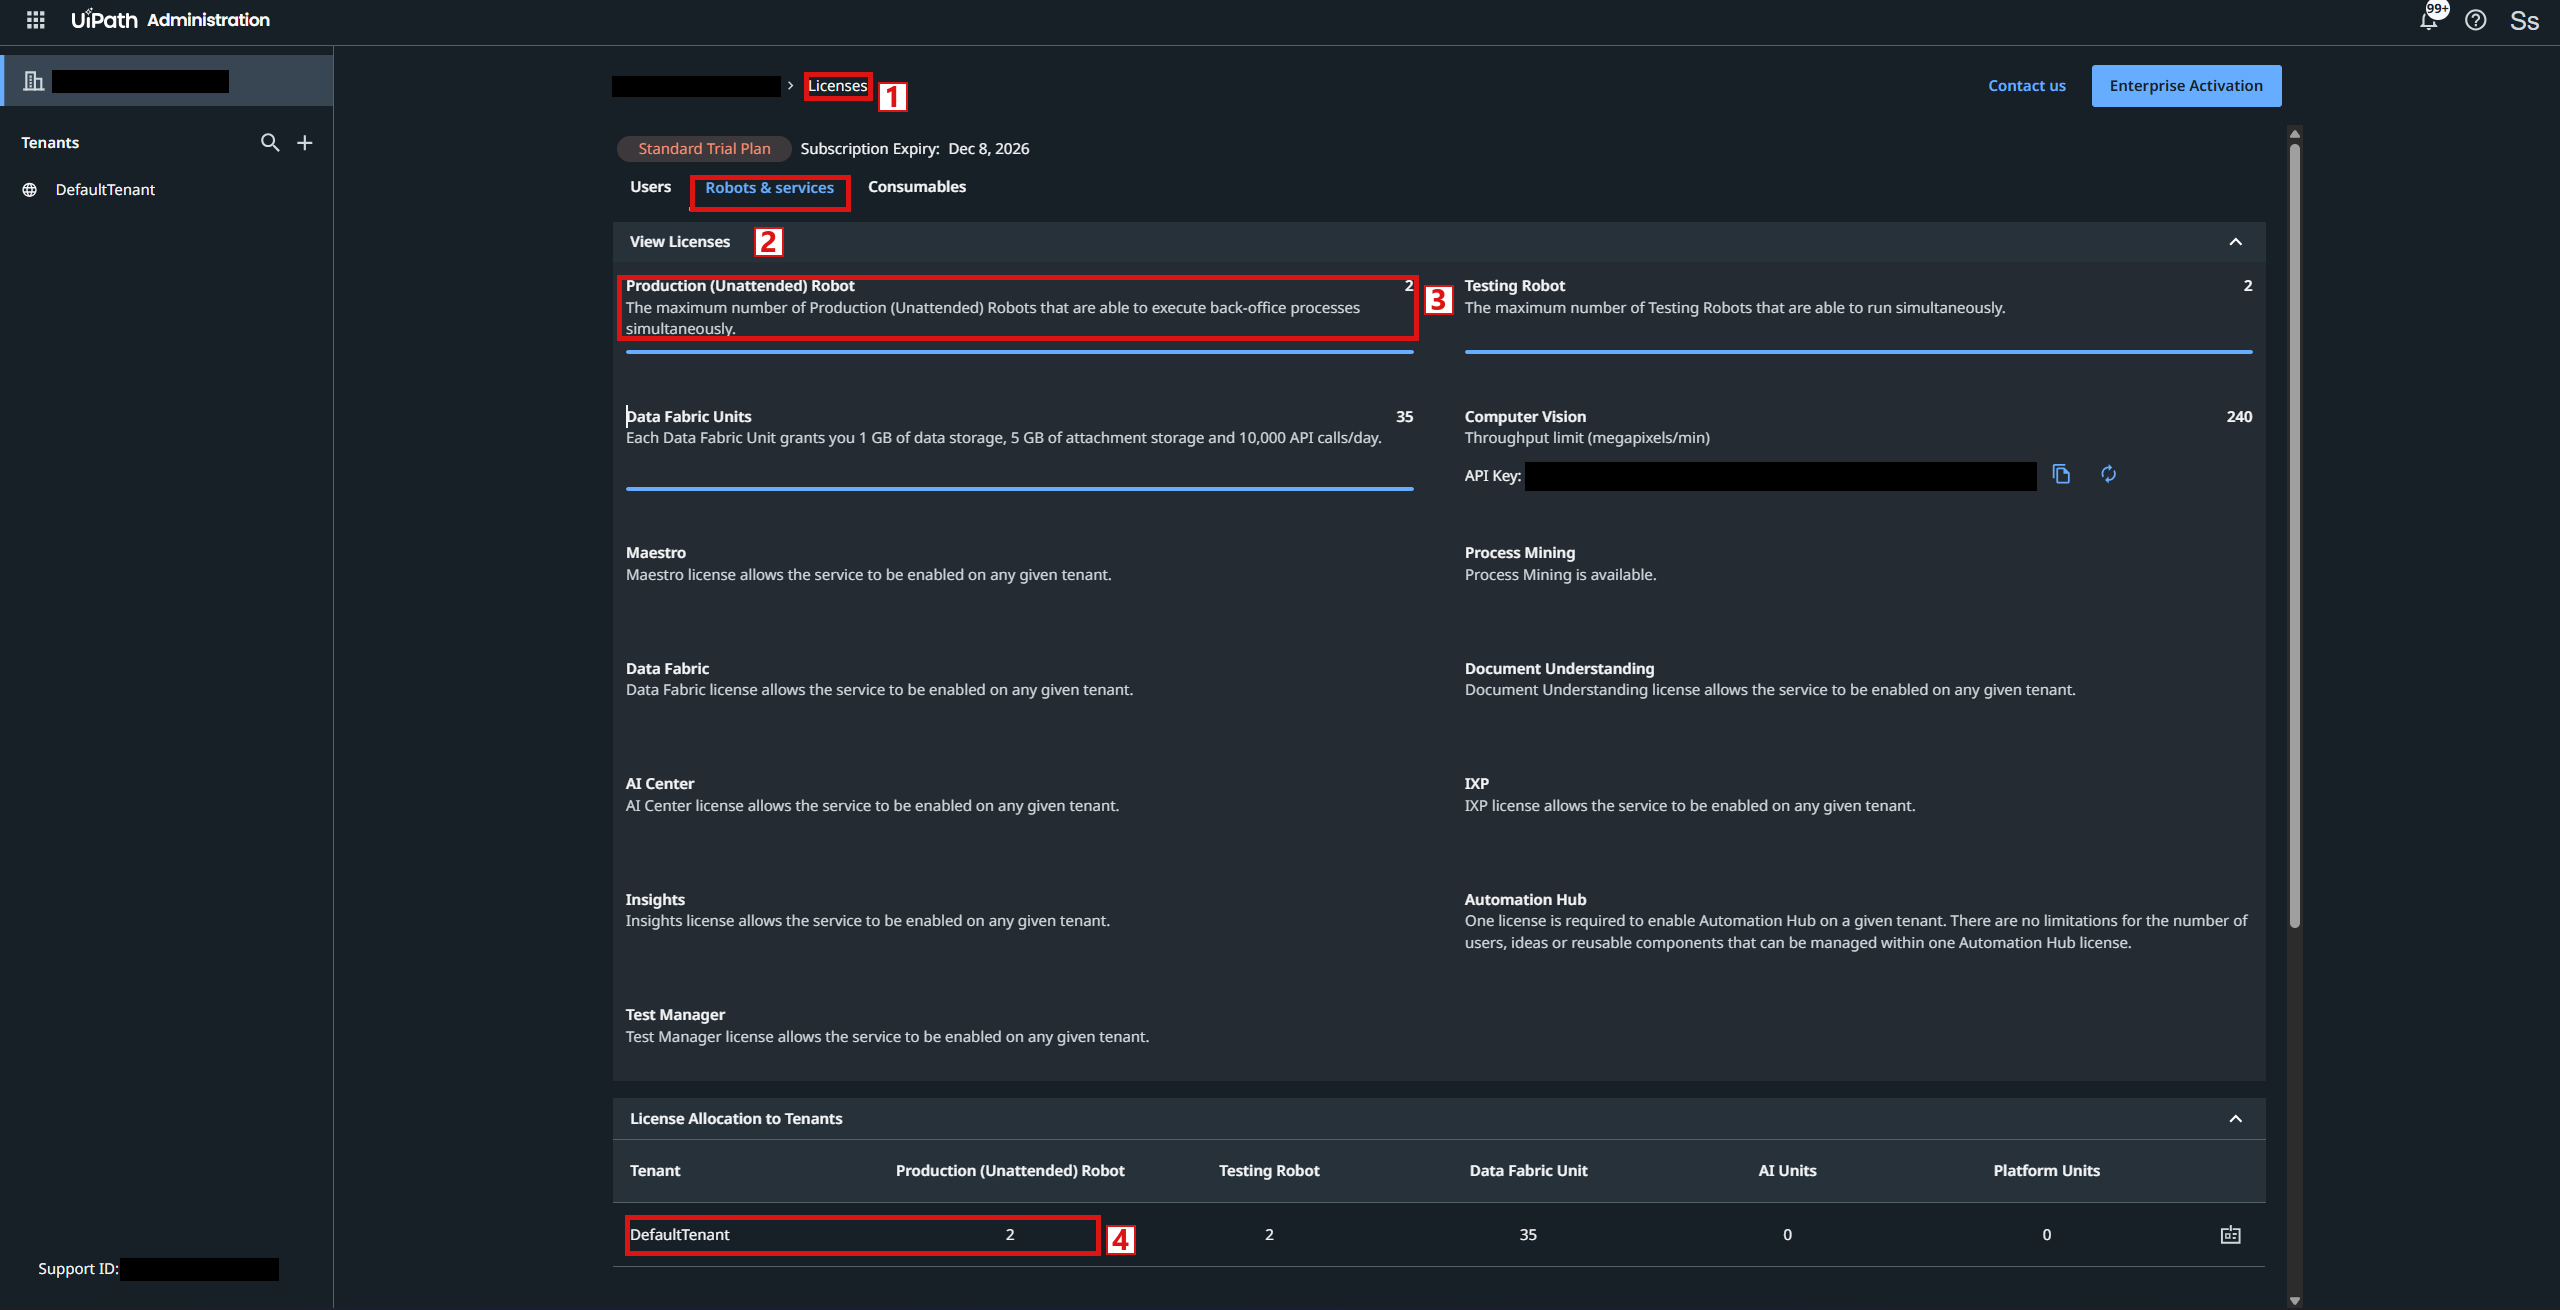 UiPath Administration
99+
Ss
Licenses
1
Contact us
Enterprise Activation
Tenants
DefaultTenant
Standard Trial Plan
Subscription Expiry: Dec 8, 2026
Users
Robots & services
Consumables
View Licenses
2
Production (Unattended) Robot
2
The maximum number of Production (Unattended) Robots that are able to execute back-office processes
simultaneously.
3
Testing Robot
2
The maximum number of Testing Robots that are able to run simultaneously.
Data Fabric Units
35
Each Data Fabric Unit grants you 1 GB of data storage, 5 GB of attachment storage and 10,000 API calls/day.
Computer Vision
240
Throughput limit (megapixels/min)
API Key:
Maestro
Maestro license allows the service to be enabled on any given tenant.
Process Mining
Process Mining is available.
Data Fabric
Data Fabric license allows the service to be enabled on any given tenant.
Document Understanding
Document Understanding license allows the service to be enabled on any given tenant.
AI Center
AI Center license allows the service to be enabled on any given tenant.
IXP
IXP license allows the service to be enabled on any given tenant.
Insights
Insights license allows the service to be enabled on any given tenant.
Automation Hub
One license is required to enable Automation Hub on a given tenant. There are no limitations for the number of
users, ideas or reusable components that can be managed within one Automation Hub license.
Test Manager
Test Manager license allows the service to be enabled on any given tenant.
License Allocation to Tenants
Tenant
Production (Unattended) Robot
Testing Robot
Data Fabric Unit
AI Units
Platform Units
DefaultTenant
2
4
2
35
0
0
Support ID: